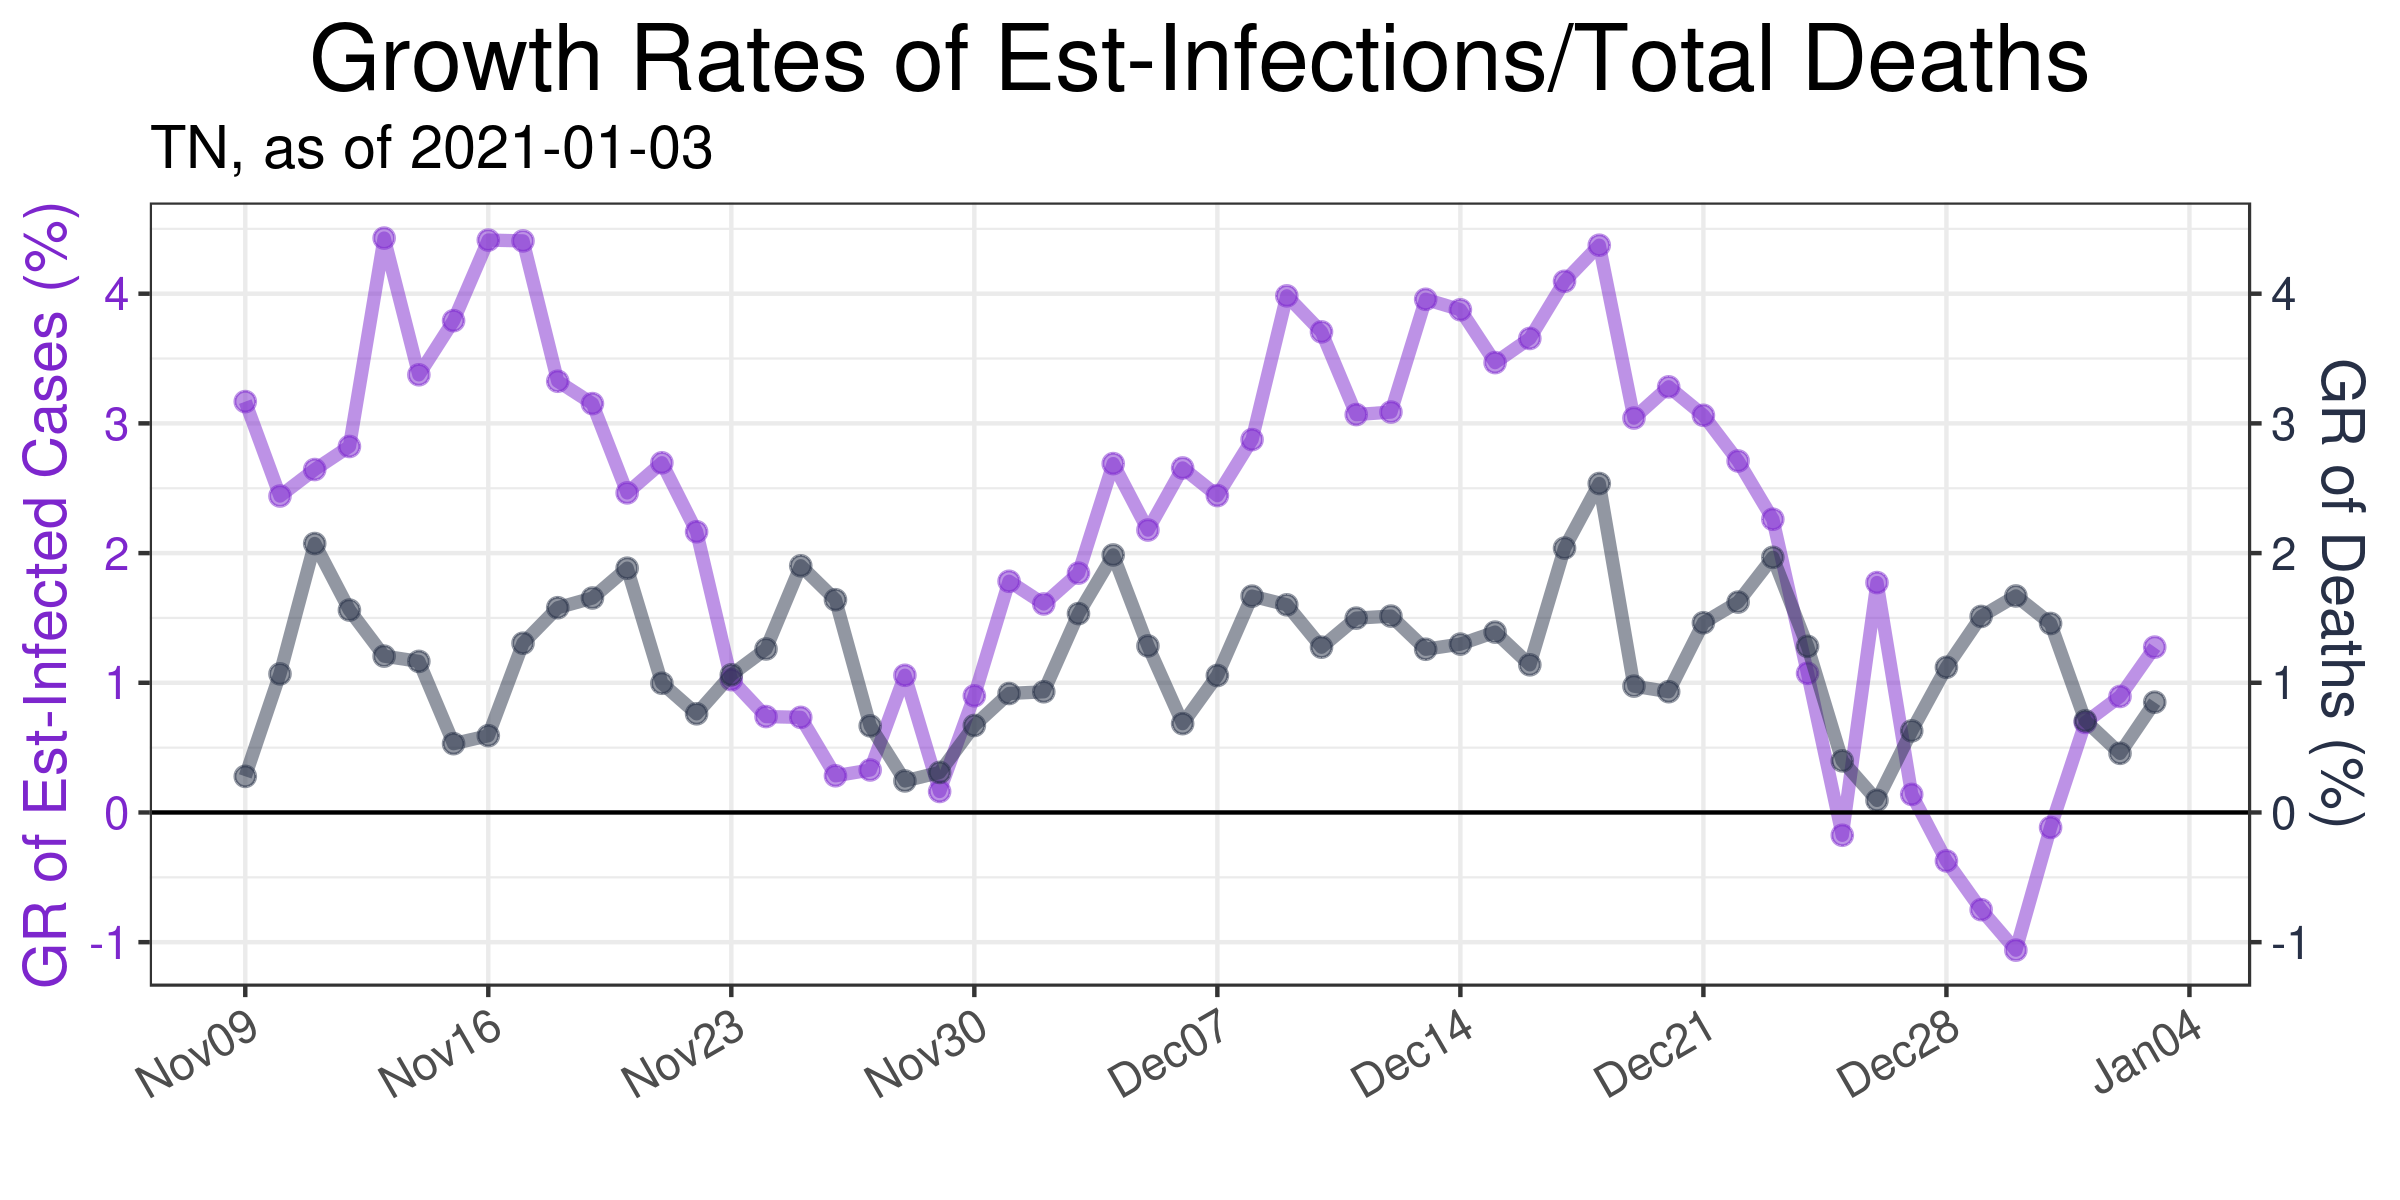 Growth Rates of Est-Infections/Total Deaths
TN, as of 2021-01-03
GR of Est-Infected Cases (%)
4
3
2
1
0
-1
4
3
2
1
0
-1
GR of Deaths (%)
Nov09
Nov16
Nov23
Nov30
Dec07
Dec14
Dec21
Dec28
Jan04